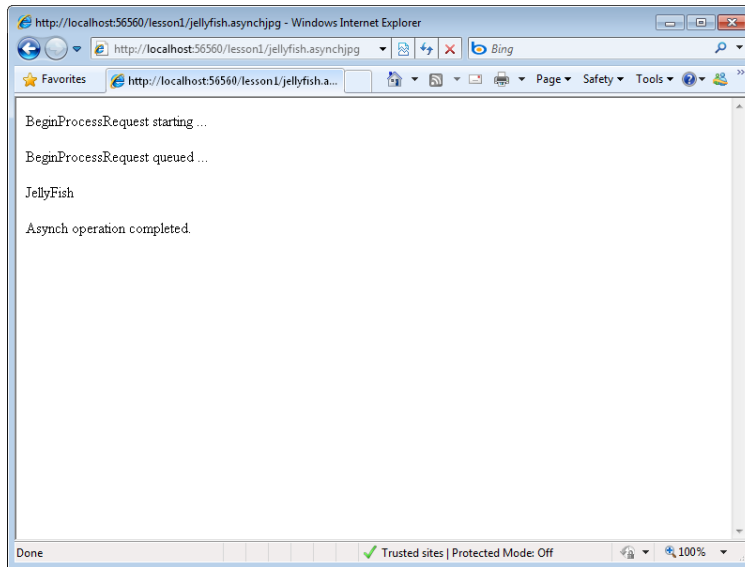 http://localhost:56560/lesson1/jellyfish.asynchjpg - Windows Internet Explorer
http://localhost:56560/lesson1/jellyfish.asynchjpg
Bing
Favorites
http://localhost:56560/lesson1/jellyfish.a...
Page
Safety
Tools
»
BeginProcessRequest starting ...
BeginProcessRequest queued ...
JellyFish
Asynch operation completed.
Done
Trusted sites | Protected Mode: Off
100%